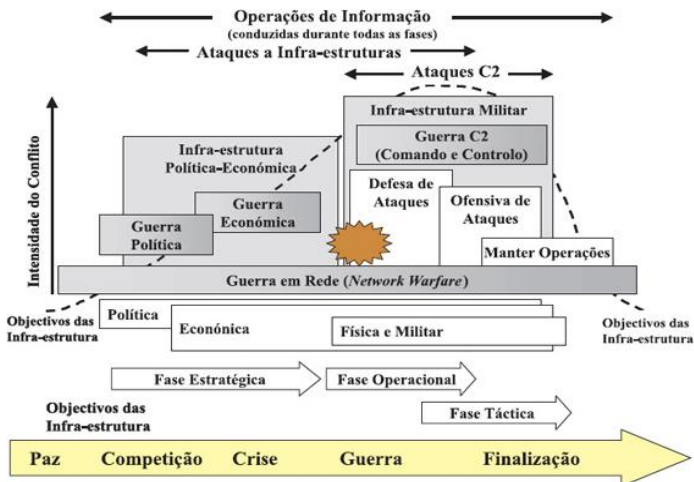 Operações de Informação
(conduzidas durante todas as fases)
Ataques a Infra-estruturas
Ataques C2
Intensidade do Conflito
Infra-estrutura Militar
Guerra C2
(Comando e Controlo)
Infra-estrutura
Política-Económica
Defesa de
Ataques
Guerra
Económica
Ofensiva de
Ataques
Guerra
Política
Manter Operações
Guerra em Rede (Network Warfare)
Objectivos das
Infra-estrutura
Política
Económica
Física e Militar
Objectivos das
Infra-estrutura
Fase Estratégica
Fase Operacional
Fase Táctica
Objectivos das
Infra-estrutura
Paz Competição Crise Guerra Finalização